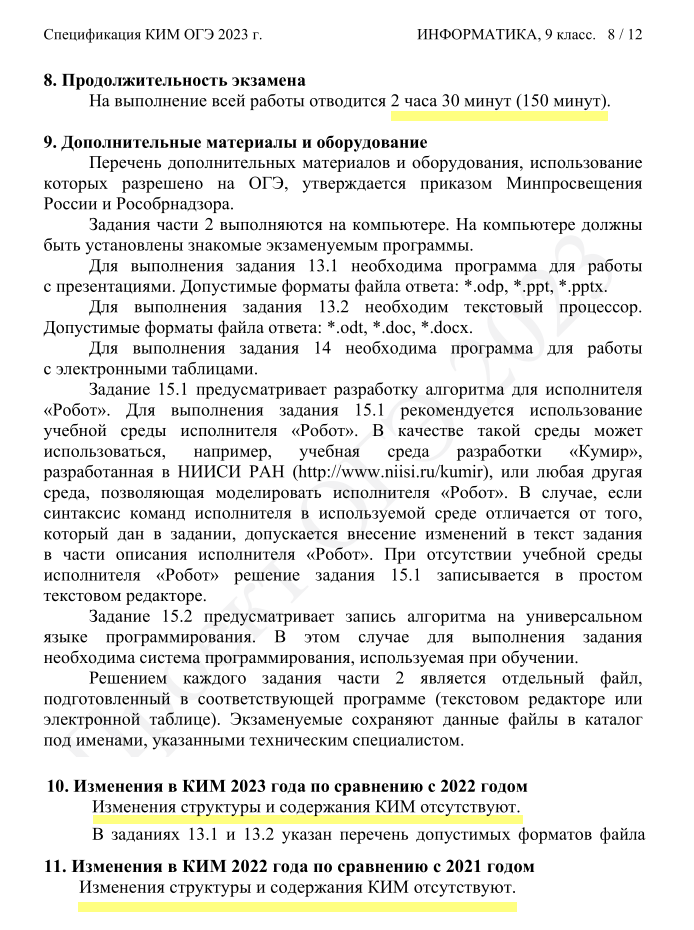 Спецификация КИМ ОГЭ 2023 г. ИНФОРМАТИКА, 9 класс. 8 / 12
8. Продолжительность экзамена
На выполнение всей работы отводится 2 часа 30 минут (150 минут).
9. Дополнительные материалы и оборудование
Перечень дополнительных материалов и оборудования, использование
которых разрешено на ОГЭ, утверждается приказом Минпросвещения
России и Рособрнадзора.
Задания части 2 выполняются на компьютере. На компьютере должны
быть установлены знакомые экзаменуемым программы.
Для выполнения задания 13.1 необходима программа для работы
с презентациями. Допустимые форматы файла ответа: *.odp, *.ppt, *.pptx.
Для выполнения задания 13.2 необходим текстовый процессор.
Допустимые форматы файла ответа: *.odt, *.doc, *.docx.
Для выполнения задания 14 необходима программа для работы
с электронными таблицами.
Задание 15.1 предусматривает разработку алгоритма для исполнителя
«Робот». Для выполнения задания 15.1 рекомендуется использование
учебной среды исполнителя «Робот». В качестве такой среды может
использоваться, например, учебная среда разработки «Кумир»,
разработанная в НИИСИ РАН (http://www.niisi.ru/kumir), или любая другая
среда, позволяющая моделировать исполнителя «Робот». В случае, если
синтаксис команд исполнителя в используемой среде отличается от того,
который дан в задании, допускается внесение изменений в текст задания
в части описания исполнителя «Робот». При отсутствии учебной среды
исполнителя «Робот» решение задания 15.1 записывается в простом
текстовом редакторе.
Задание 15.2 предусматривает запись алгоритма на универсальном
языке программирования. В этом случае для выполнения задания
необходима система программирования, используемая при обучении.
Решением каждого задания части 2 является отдельный файл,
подготовленный в соответствующей программе (текстовом редакторе или
электронной таблице). Экзаменуемые сохраняют данные файлы в каталог
под именами, указанными техническим специалистом.
10. Изменения в КИМ 2023 года по сравнению с 2022 годом
Изменения структуры и содержания КИМ отсутствуют.
В заданиях 13.1 и 13.2 указан перечень допустимых форматов файла
11. Изменения в КИМ 2022 года по сравнению с 2021 годом
Изменения структуры и содержания КИМ отсутствуют.
Проект ОГЭ 2023